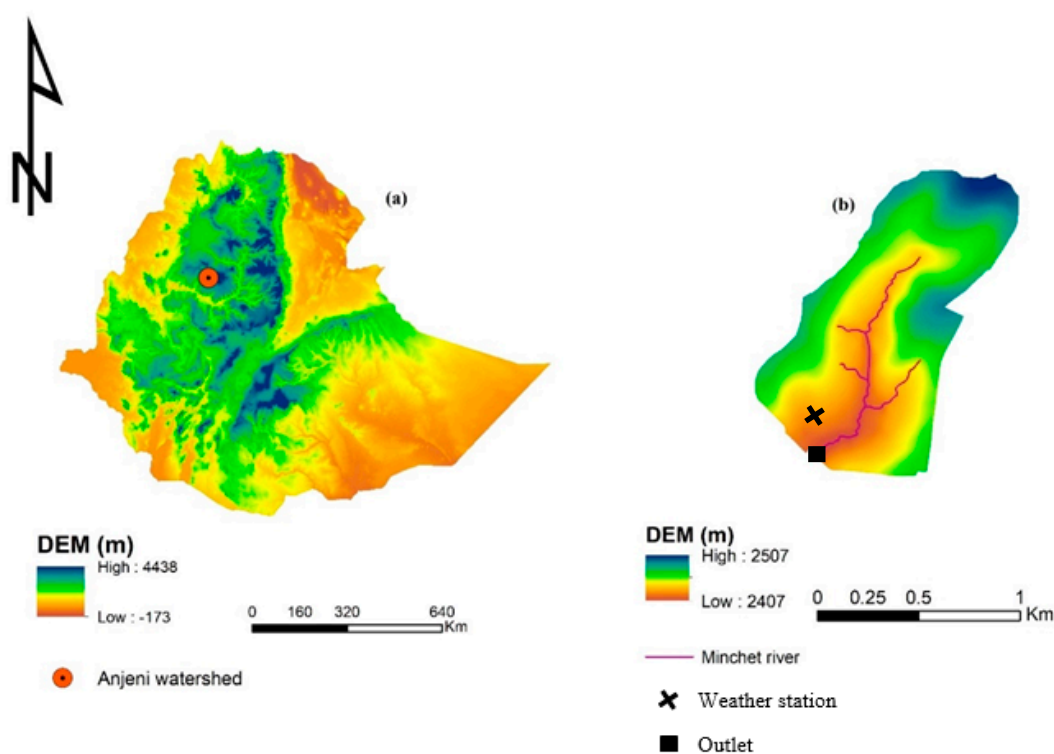 N
(a)
(b)
DEM (m)
High : 4438
Low : -173
0 160 320 640
Km
Anjeni watershed
DEM (m)
High : 2507
Low : 2407
0 0.25 0.5 1
Km
Minchet river
Weather station
Outlet